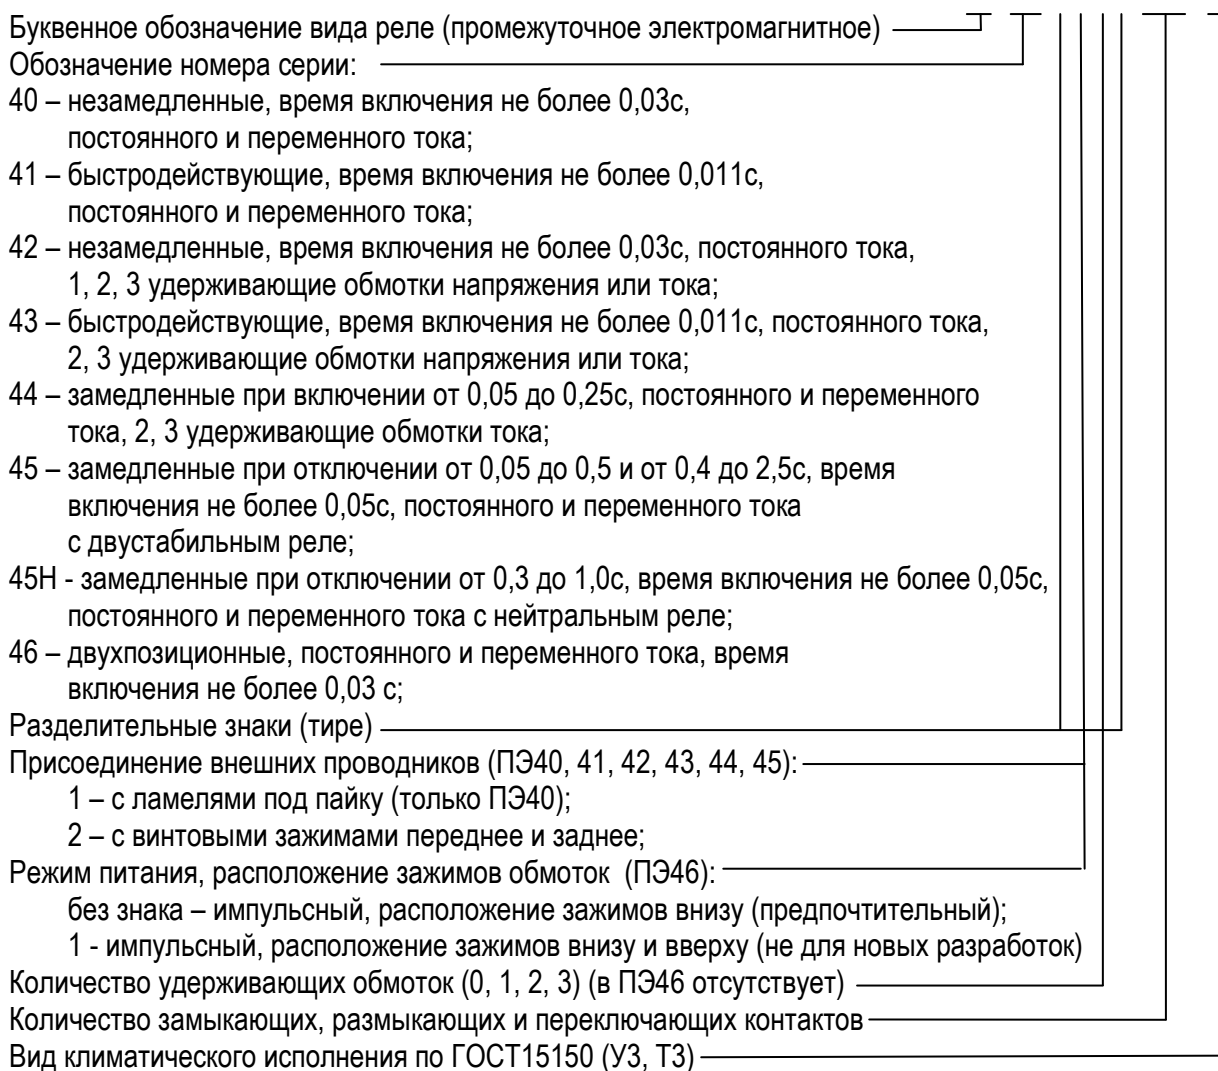 Буквенное обозначение вида реле (промежуточное электромагнитное)
Обозначение номера серии:
40 – незамедленные, время включения не более 0,03с,
постоянного и переменного тока;
41 – быстродействующие, время включения не более 0,011с,
постоянного и переменного тока;
42 – незамедленные, время включения не более 0,03с, постоянного тока,
1, 2, 3 удерживающие обмотки напряжения или тока;
43 – быстродействующие, время включения не более 0,011с, постоянного тока,
2, 3 удерживающие обмотки напряжения или тока;
44 – замедленные при включении от 0,05 до 0,25с, постоянного и переменного
тока, 2, 3 удерживающие обмотки тока;
45 – замедленные при отключении от 0,05 до 0,5 и от 0,4 до 2,5с, время
включения не более 0,05с, постоянного и переменного тока
с двустабильным реле;
45Н - замедленные при отключении от 0,3 до 1,0с, время включения не более 0,05с,
постоянного и переменного тока с нейтральным реле;
46 – двухпозиционные, постоянного и переменного тока, время
включения не более 0,03 с;
Разделительные знаки (тире)
Присоединение внешних проводников (ПЭ40, 41, 42, 43, 44, 45):
1 – с ламелями под пайку (только ПЭ40);
2 – с винтовыми зажимами переднее и заднее;
Режим питания, расположение зажимов обмоток (ПЭ46):
без знака – импульсный, расположение зажимов внизу (предпочтительный);
1 - импульсный, расположение зажимов внизу и вверху (не для новых разработок)
Количество удерживающих обмоток (0, 1, 2, 3) (в ПЭ46 отсутствует)
Количество замыкающих, размыкающих и переключающих контактов
Вид климатического исполнения по ГОСТ15150 (У3, Т3)